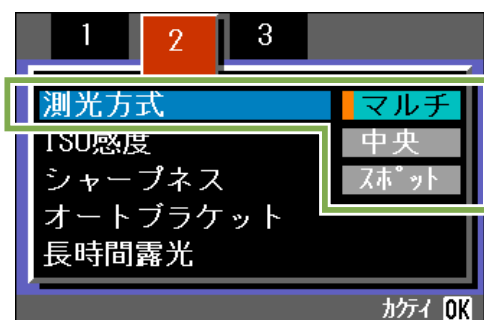 1 2 3
測光方式 マルチ
ISO感度 中央
シャープネス スポット
オートブラケット
長時間露光
カクテイ OK